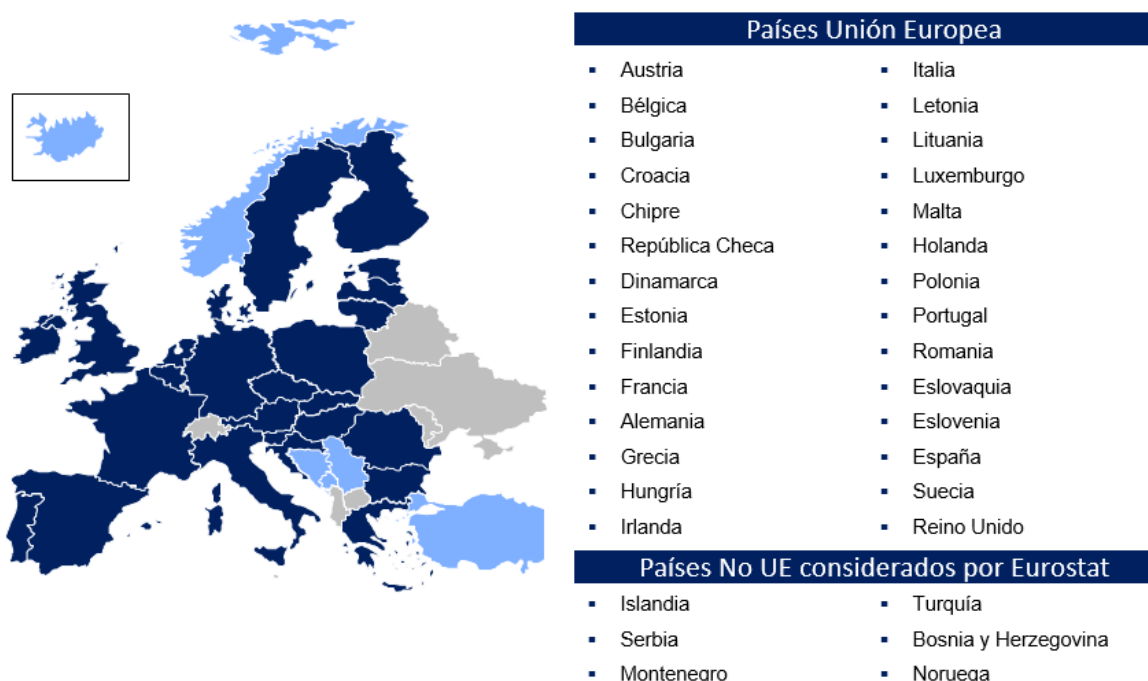 Países Unión Europea
▪ Austria
▪ Bélgica
▪ Bulgaria
▪ Croacia
▪ Chipre
▪ República Checa
▪ Dinamarca
▪ Estonia
▪ Finlandia
▪ Francia
▪ Alemania
▪ Grecia
▪ Hungría
▪ Irlanda
▪ Italia
▪ Letonia
▪ Lituania
▪ Luxemburgo
▪ Malta
▪ Holanda
▪ Polonia
▪ Portugal
▪ Romania
▪ Eslovaquia
▪ Eslovenia
▪ España
▪ Suecia
▪ Reino Unido
Países No UE considerados por Eurostat
▪ Islandia
▪ Serbia
▪ Montenegro
▪ Turquía
▪ Bosnia y Herzegovina
▪ Noruega